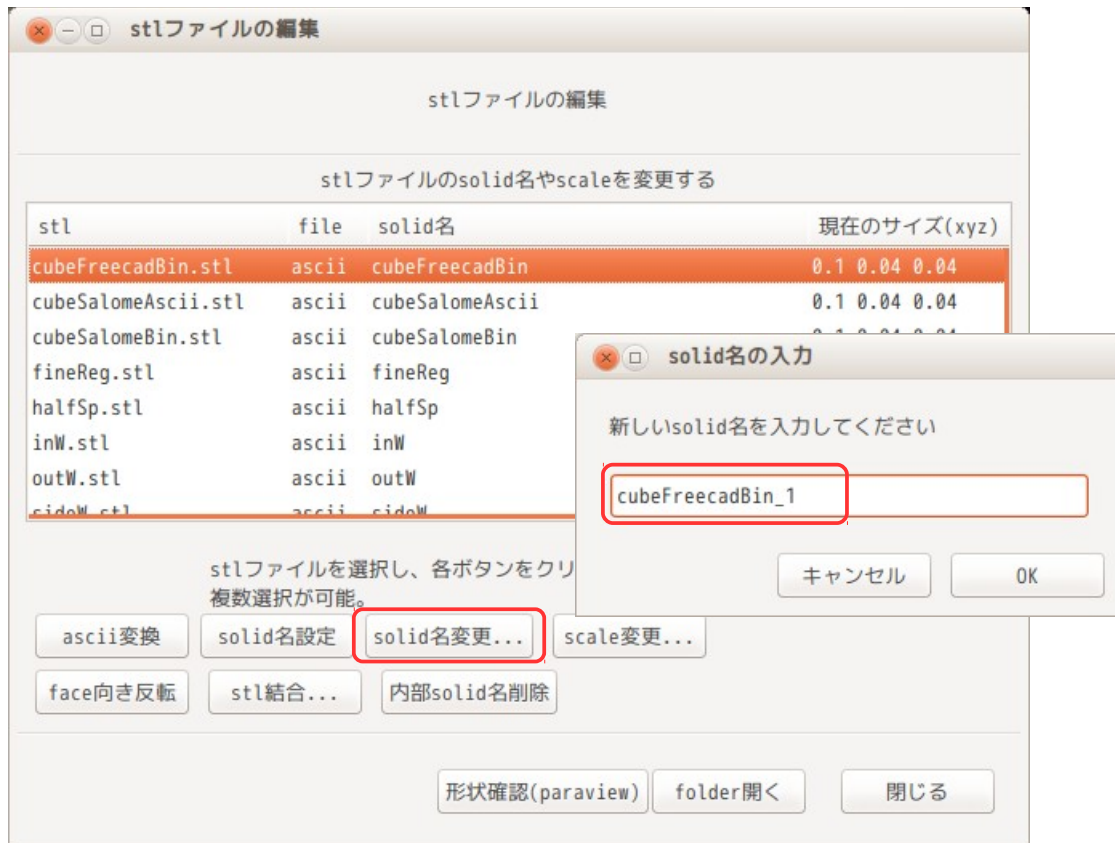 stlファイルの編集
stlファイルの編集
stlファイルのsolid名やscaleを変更する
stl file solid名 現在のサイズ(xyz)
cubeFreecadBin.stl ascii cubeFreecadBin 0.1 0.04 0.04
cubeSalomeAscii.stl ascii cubeSalomeAscii 0.1 0.04 0.04
cubeSalomeBin.stl ascii cubeSalomeBin 0.1 0.04 0.04
fineReg.stl ascii fineReg
halfSp.stl ascii halfSp
inW.stl ascii inW
outW.stl ascii outW
sideW.stl ascii sideW
solid名の入力
新しいsolid名を入力してください
cubeFreecadBin_1
キャンセル OK
stlファイルを選択し、各ボタンをクリ
複数選択が可能。
ascii変換 solid名設定 solid名変更... scale変更...
face向き反転 stl結合... 内部solid名削除
形状確認(paraview) folder開く 閉じる